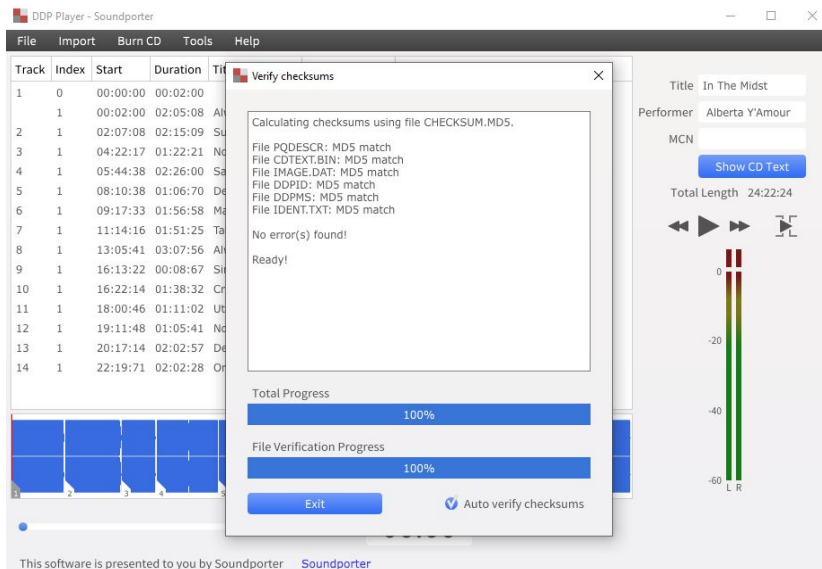 DDP Player - Soundporter
File Import Burn CD Tools Help
Track Index Start Duration
1 0 00:00:00 00:02:00
1 00:02:00 02:05:08
2 1 02:07:08 02:15:09
3 1 04:22:17 01:22:21
4 1 05:44:38 02:26:00
5 1 08:10:38 01:06:70
6 1 09:17:33 01:56:58
7 1 11:14:16 01:51:25
8 1 13:05:41 03:07:56
9 1 16:13:22 00:08:67
10 1 16:22:14 01:38:32
11 1 18:00:46 01:11:02
12 1 19:11:48 01:05:41
13 1 20:17:14 02:02:57
14 1 22:19:71 02:02:28
Verify checksums
Calculating checksums using file CHECKSUM.MD5.
File PQDESCR: MD5 match
File CDTEXT.BIN: MD5 match
File IMAGE.DAT: MD5 match
File DDPID: MD5 match
File DDPMS: MD5 match
File IDENT.TXT: MD5 match
No error(s) found!
Ready!
Total Progress
100%
File Verification Progress
100%
Exit
Auto verify checksums
Title In The Midst
Performer Alberta Y'Amour
MCN
Show CD Text
Total Length 24:22:24
0
-20
-40
-60
L R
1 2 3 4 5
This software is presented to you by Soundporter Soundporter